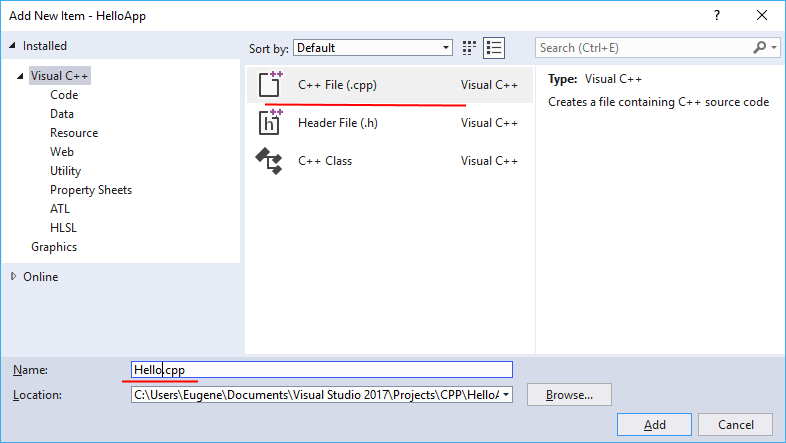 Add New Item - HelloApp
Installed
Visual C++
Code
Data
Resource
Web
Utility
Property Sheets
ATL
HLSL
Graphics
Online
Sort by: Default
C++ File (.cpp) Visual C++
Header File (.h) Visual C++
C++ Class Visual C++
Search (Ctrl+E)
Type: Visual C++
Creates a file containing C++ source code
Name: Hello.cpp
Location: C:\Users\Eugene\Documents\Visual Studio 2017\Projects\CPP\HelloA
Browse...
Add Cancel